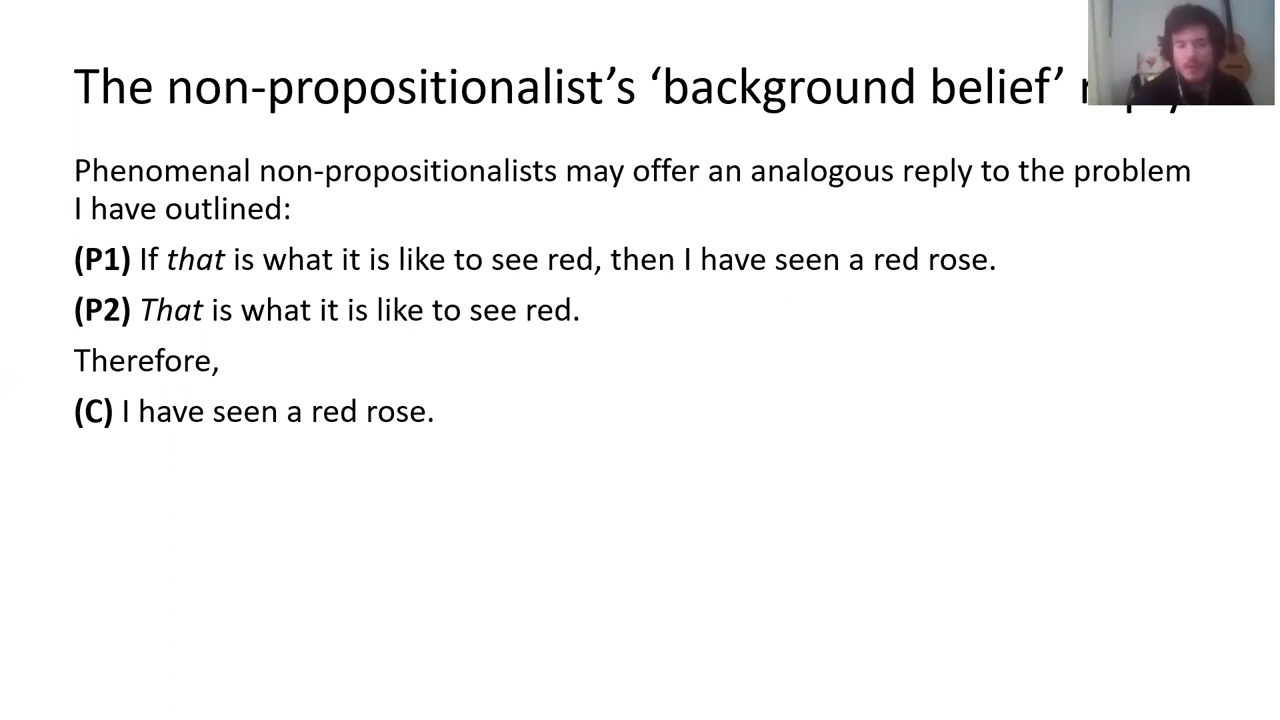 The non-propositionalist’s ‘background belief’
Phenomenal non-propositionalists may offer an analogous reply to the problem
I have outlined:
(P1) If that is what it is like to see red, then I have seen a red rose.
(P2) That is what it is like to see red.
Therefore,
(C) I have seen a red rose.